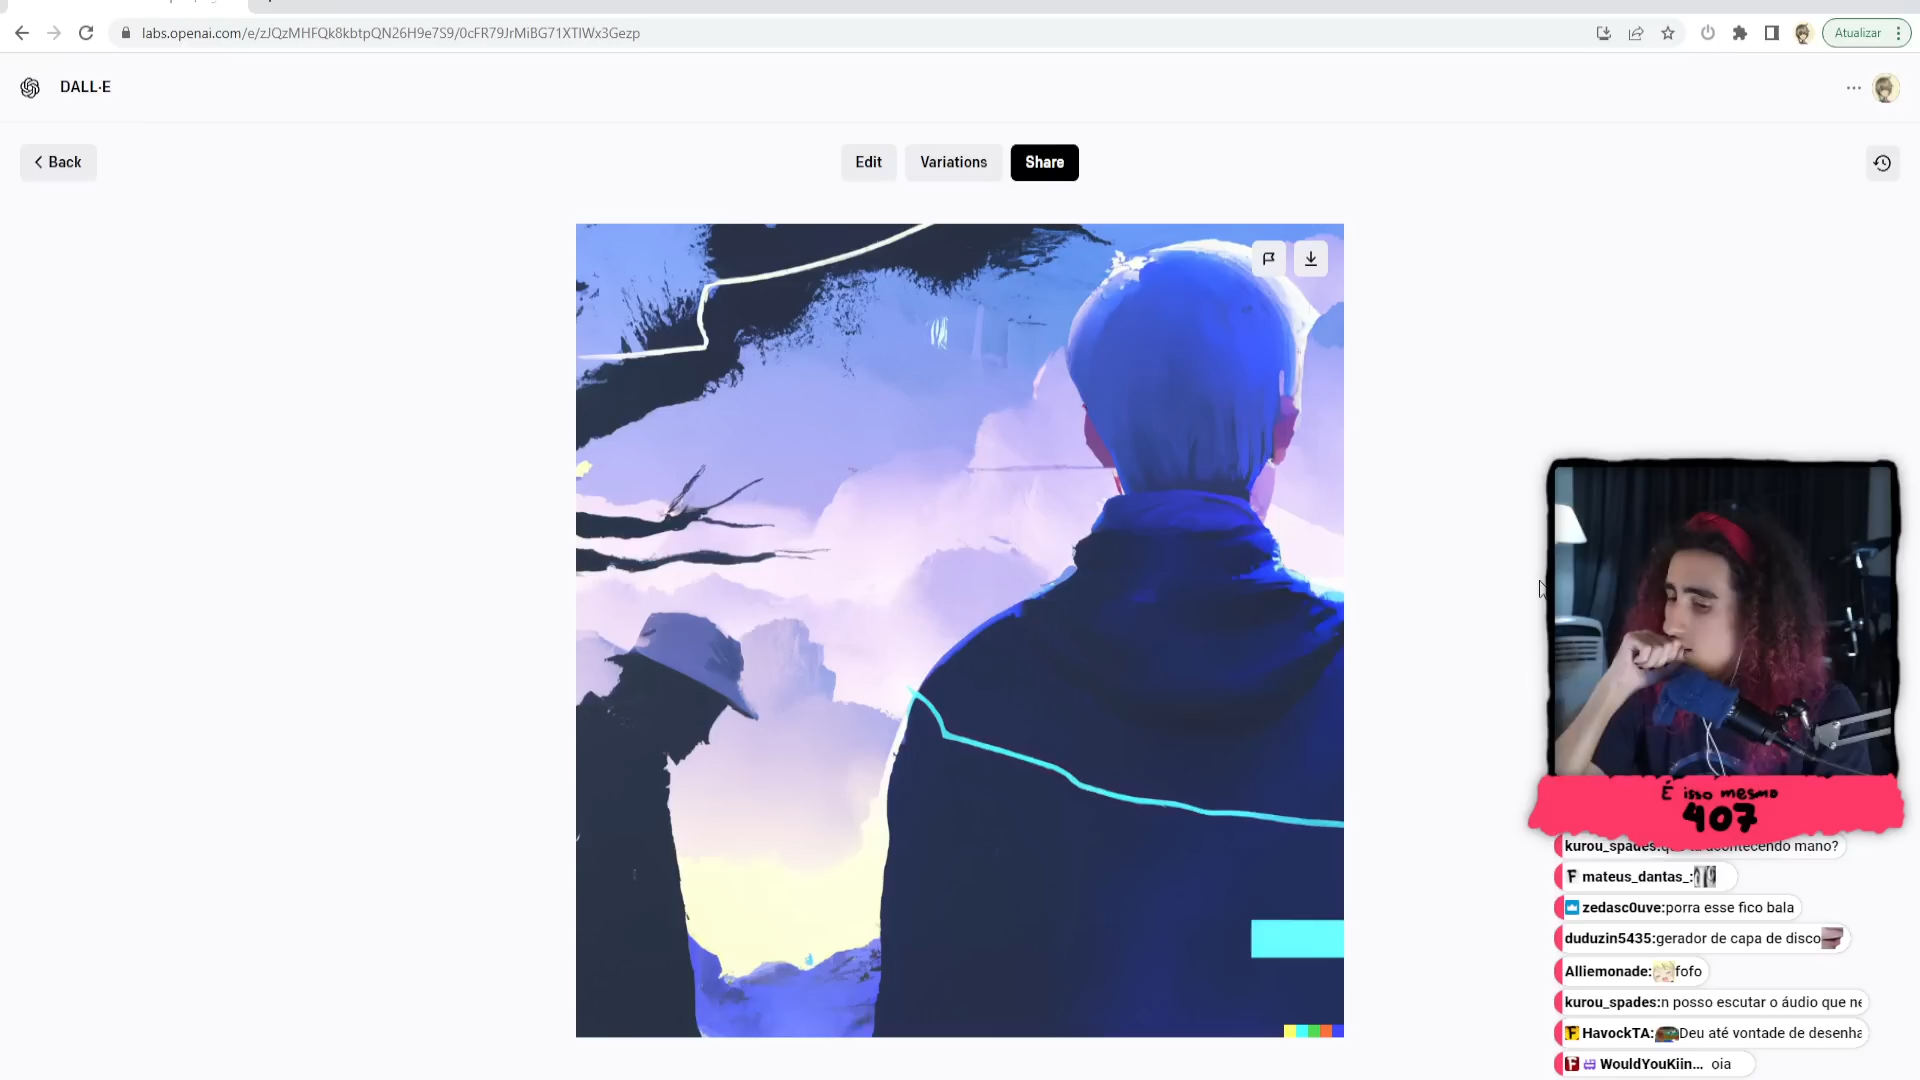 labs.openai.com/e/zJQzMHFQk8kbtpQN26H9e7S9/0cFR79JrMiBG71XTlWx3Gezp
Atualizar
DALL·E
Back
Edit
Variations
Share
É isso mesmo
407
kurou_spades: acontecendo mano?
mateus_dantas_:
zedasc0uve:porra esse fico bala
duduzin5435:gerador de capa de disco
Alliemonade: fofo
kurou_spades:n posso escutar o áudio que ne
HavockTA: Deu até vontade de desenha
WouldYouKiin... oia